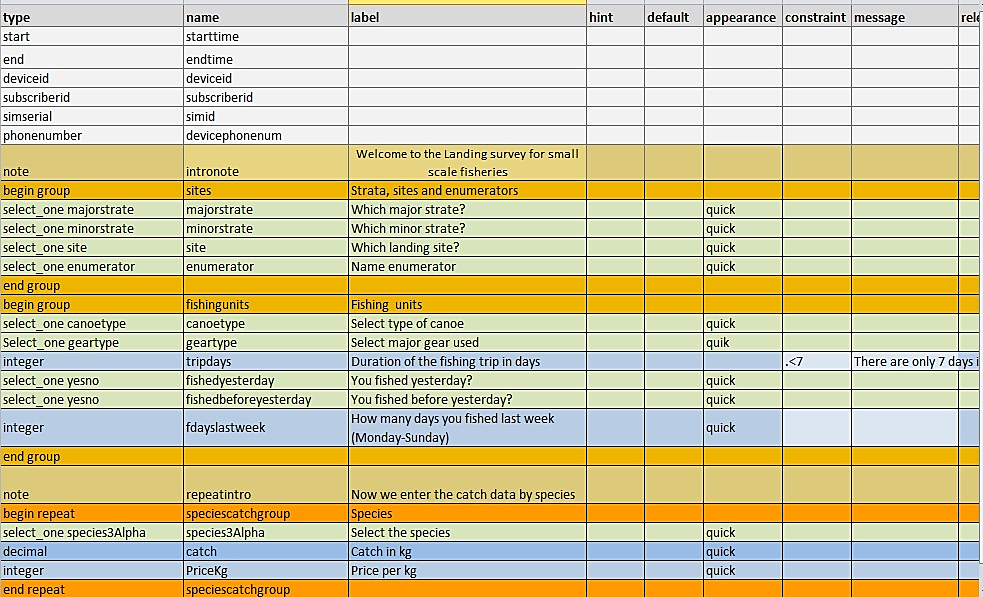 type name label hint default appearance constraint message rele
start starttime
end endtime
deviceid deviceid
subscriberid subscriberid
simserial simid
phonenumber devicephonenum
Welcome to the Landing survey for small
note intronote scale fisheries
begin group sites Strata, sites and enumerators
select_one majorstrate majorstrate Which major strate? quick
select_one minorstrate minorstrate Which minor strate? quick
select_one site site Which landing site? quick
select_one enumerator enumerator Name enumerator quick
end group
begin group fishingunits Fishing units
select_one canoetype canoetype Select type of canoe quick
Select_one geartype geartype Select major gear used quik
integer tripdays Duration of the fishing trip in days .<7 There are only 7 days i
select_one yesno fishedyesterday You fished yesterday? quick
select_one yesno fishedbeforeyesterday You fished before yesterday? quick
integer fdayslastweek How many days you fished last week quick
(Monday-Sunday)
end group
note repeatintro Now we enter the catch data by species
begin repeat speciescatchgroup Species
select_one species3Alpha species3Alpha Select the species quick
decimal catch Catch in kg quick
integer PriceKg Price per kg quick
end repeat speciescatchgroup